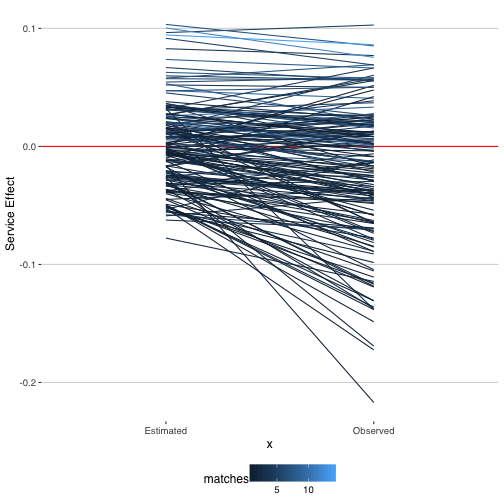 0.1
0.0
-0.1
-0.2
Service Effect
Estimated Observed
x
matches
5 10